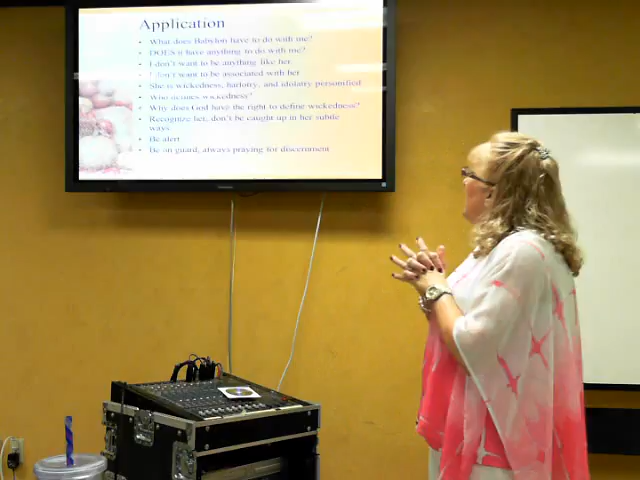 Application
• What does Babylon have to do with me?
• DOES it have anything to do with me?
• I don't want to be anything like her.
• I don't want to be associated with her
• She is wickedness, harlotry, and idolatry personified
• Who defines wickedness?
• Why does God have the right to define wickedness?
• Recognize her, don't be caught up in her subtle
ways
• Be alert
• Be on guard, always praying for discernment